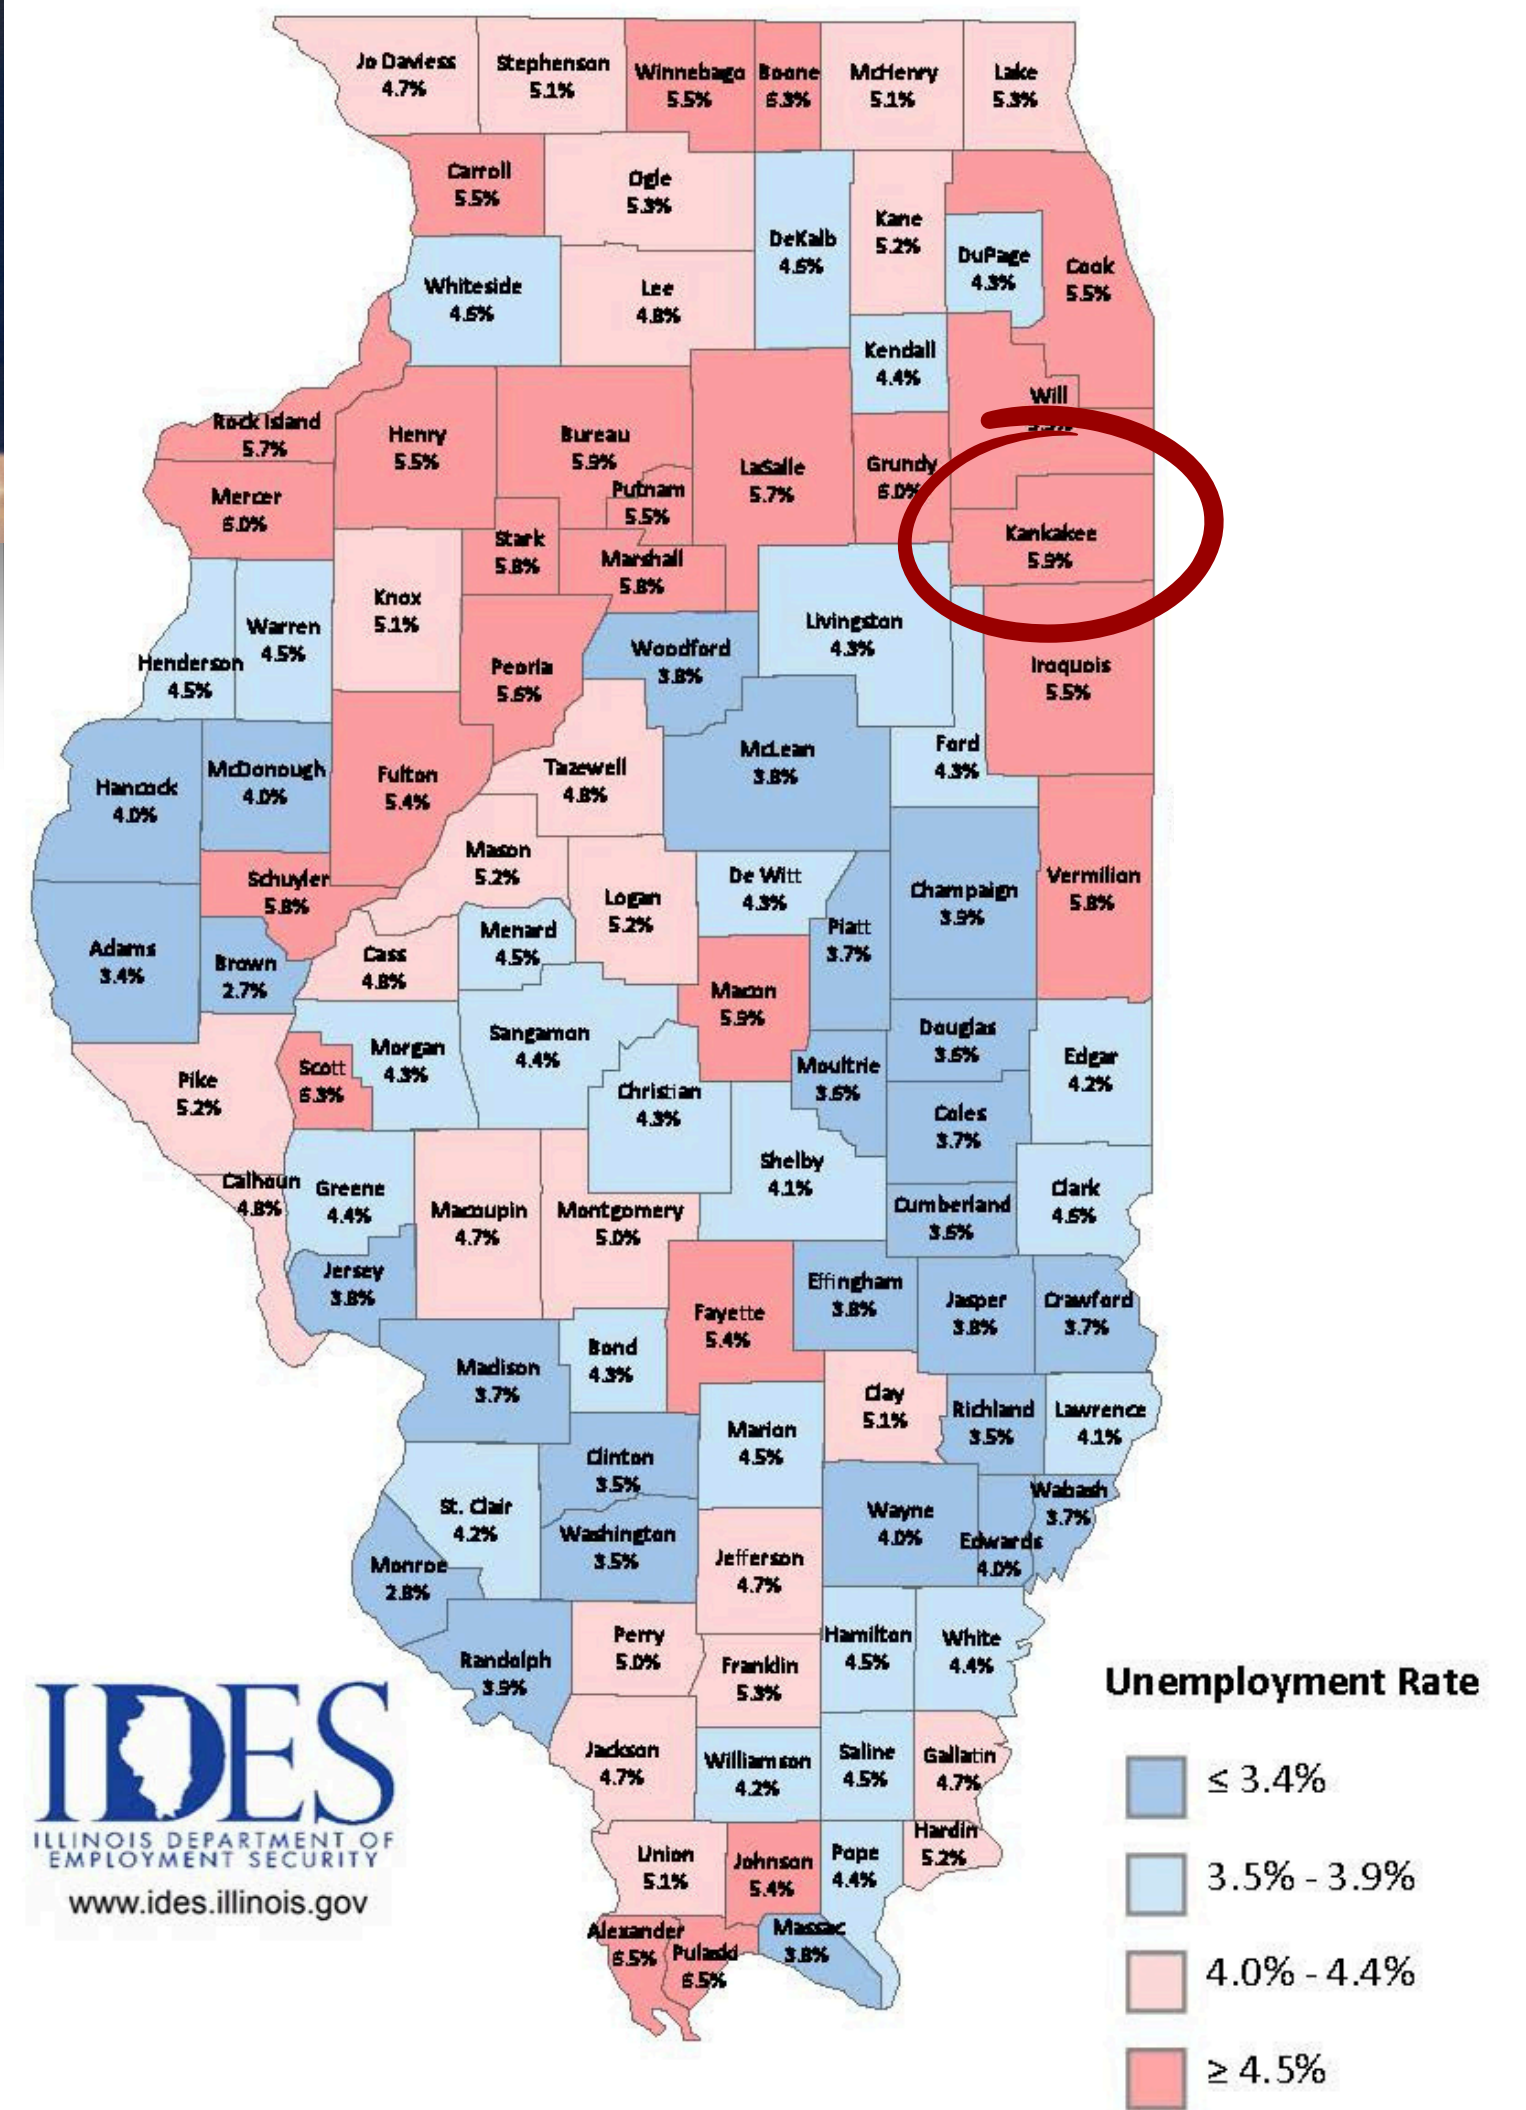 Jo Daviess
4.7%
Stephenson
5.1%
Winnebago
5.5%
Boone
6.3%
McHenry
5.1%
Lake
5.3%
Carroll
5.5%
Ogle
5.3%
DeKalb
4.6%
Kane
5.2%
DuPage
4.3%
Cook
5.5%
Whiteside
4.6%
Lee
4.8%
Kendall
4.4%
Will
Rock Island
5.7%
Henry
5.5%
Bureau
5.9%
LaSalle
5.7%
Grundy
6.0%
Mercer
6.0%
Putnam
5.5%
Kankakee
5.9%
Stark
5.8%
Marshall
5.8%
Knox
5.1%
Warren
4.5%
Henderson
4.5%
Peoria
5.6%
Woodford
3.8%
Livingston
4.3%
Iroquois
5.5%
Hancock
4.0%
McDonough
4.0%
Fulton
5.4%
Tazewell
4.8%
McLean
3.8%
Ford
4.3%
Mason
5.2%
Schuyler
5.8%
Logan
5.2%
De Witt
4.3%
Piatt
3.7%
Champaign
3.9%
Vermilion
5.8%
Adams
3.4%
Brown
2.7%
Cass
4.8%
Menard
4.5%
Macon
5.9%
Sangamon
4.4%
Morgan
4.3%
Scott
6.3%
Pike
5.2%
Christian
4.3%
Moultrie
3.6%
Douglas
3.6%
Edgar
4.2%
Coles
3.7%
Shelby
4.1%
Calhoun
4.8%
Greene
4.4%
Macoupin
4.7%
Montgomery
5.0%
Cumberland
3.6%
Clark
4.6%
Jersey
3.8%
Fayette
5.4%
Effingham
3.8%
Jasper
3.8%
Crawford
3.7%
Madison
3.7%
Bond
4.3%
Clay
5.1%
Richland
3.5%
Lawrence
4.1%
Marion
4.5%
Clinton
3.5%
St. Clair
4.2%
Washington
3.5%
Wayne
4.0%
Edwards
4.0%
Wabash
3.7%
Monroe
2.8%
Jefferson
4.7%
Randolph
3.9%
Perry
5.0%
Franklin
5.3%
Hamilton
4.5%
White
4.4%
Jackson
4.7%
Williamson
4.2%
Saline
4.5%
Gallatin
4.7%
Union
5.1%
Johnson
5.4%
Pope
4.4%
Hardin
5.2%
Alexander
6.5%
Pulaski
6.5%
Massac
3.8%
IDES
ILLINOIS DEPARTMENT OF
EMPLOYMENT SECURITY
www.ides.illinois.gov
Unemployment Rate
≤ 3.4%
3.5% - 3.9%
4.0% - 4.4%
≥ 4.5%